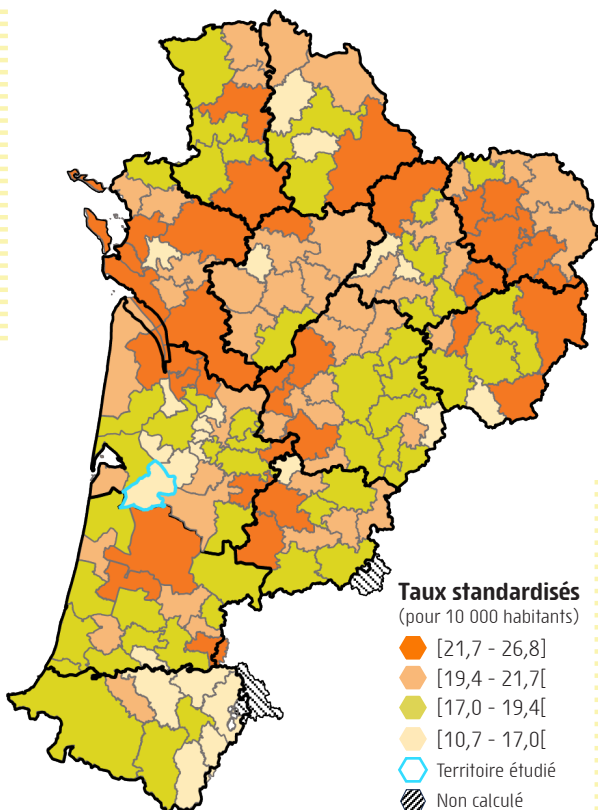 Taux standardisés
(pour 10 000 habitants)
[21,7 - 26,8]
[19,4 - 21,7[
[17,0 - 19,4[
[10,7 - 17,0[
Territoire étudié
Non calculé